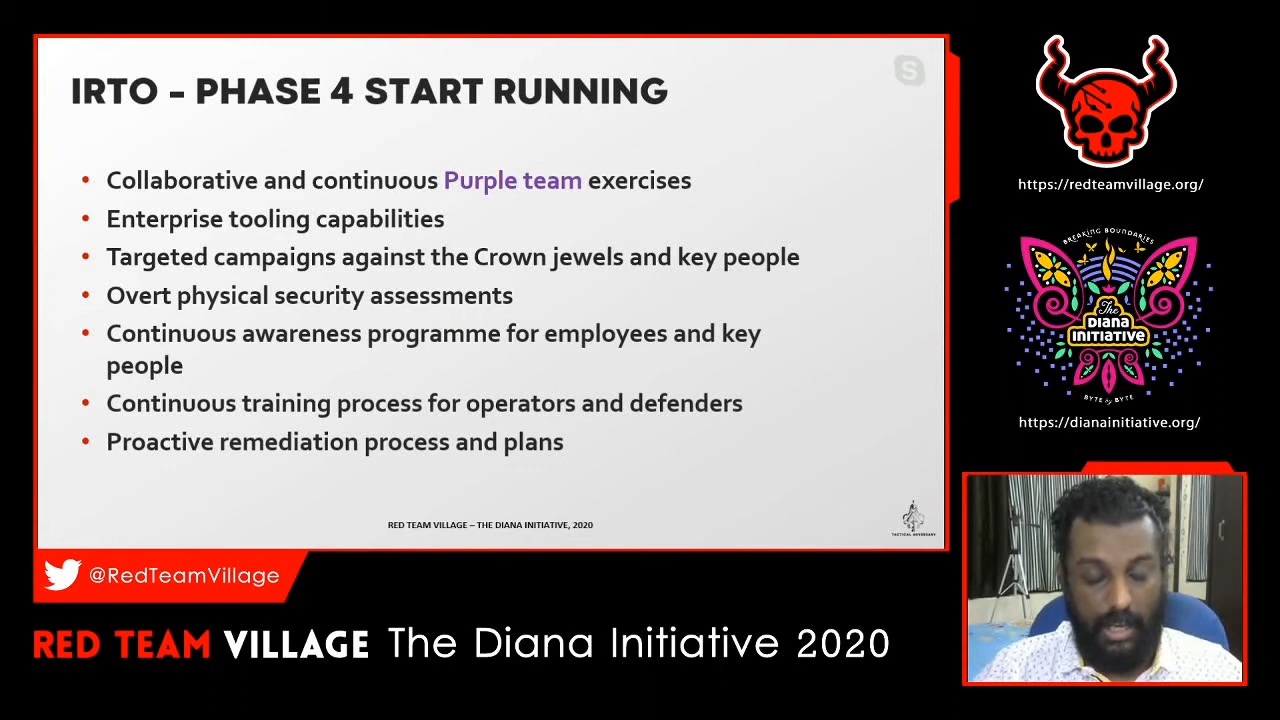 IRTO - PHASE 4 START RUNNING
S
• Collaborative and continuous Purple team exercises
• Enterprise tooling capabilities
• Targeted campaigns against the Crown jewels and key people
• Overt physical security assessments
• Continuous awareness programme for employees and key
people
• Continuous training process for operators and defenders
• Proactive remediation process and plans
RED TEAM VILLAGE – THE DIANA INITIATIVE, 2020
TACTICAL ADVERSARY
https://redteamvillage.org/
BREAKING BOUNDARIES
The
DIANA
INITIATIVE
BYTE by BYTE
https://dianainitiative.org/
@RedTeamVillage
RED TEAM VILLAGE The Diana Initiative 2020